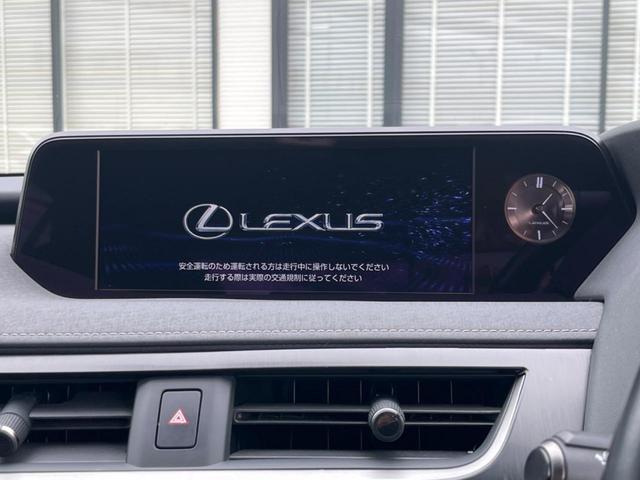 LEXUS
安全運転のため運転される方は走行中に操作しないでください
走行する際は実際の交通規制に従ってください
LEXUS